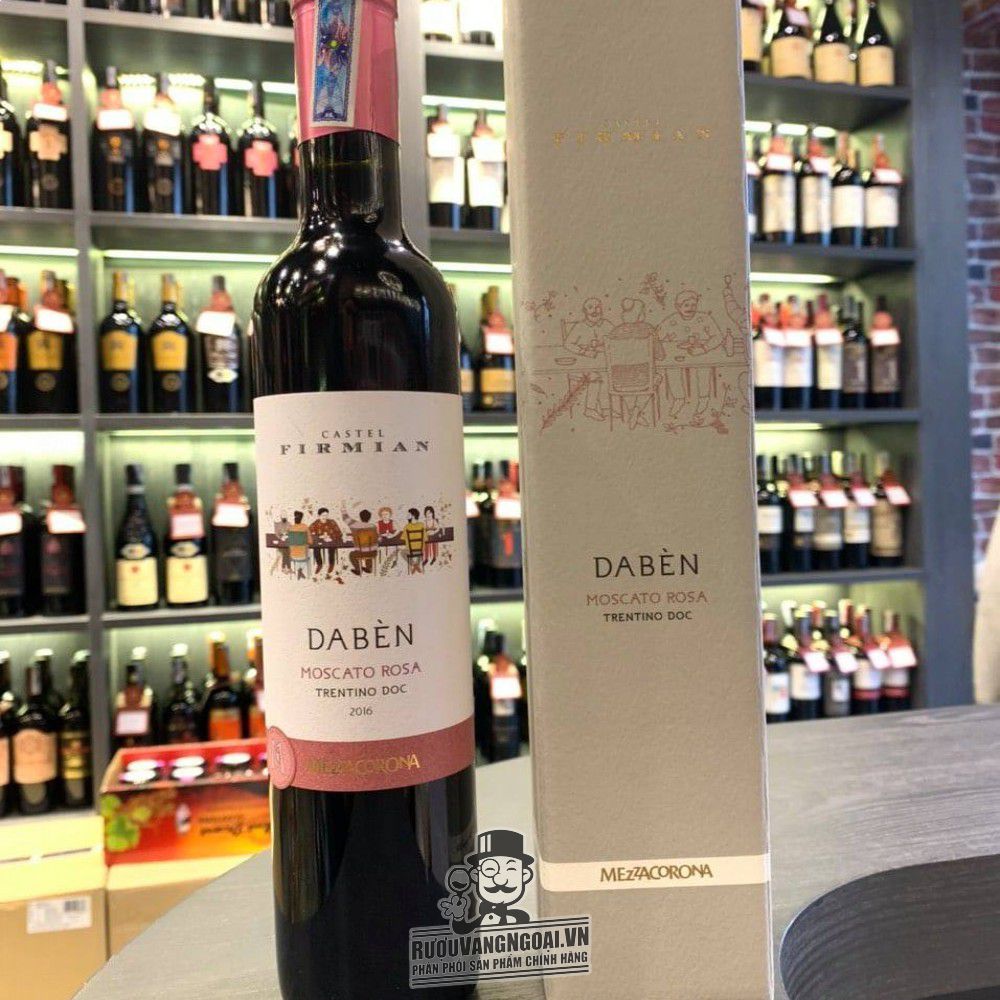 CASTEL
FIRMIAN
DABÈN
MOSCATO ROSA
TRENTINO DOC
2016
MEZZACORONA
CASTEL
FIRMIAN
DABÈN
MOSCATO ROSA
TRENTINO DOC
MEZZACORONA
RƯỢUVANGNGOAI.VN
PHÂN PHỐI SẢN PHẨM CHÍNH HÃNG